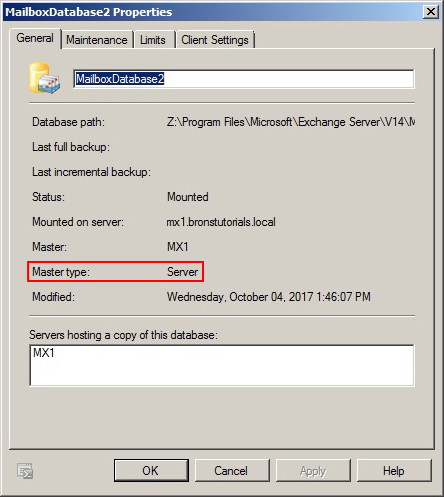 MailboxDatabase2 Properties
General Maintenance Limits Client Settings
MailboxDatabase2
Database path: Z:\Program Files\Microsoft\Exchange Server\V14\M
Last full backup:
Last incremental backup:
Status: Mounted
Mounted on server: mx1.bronstutorials.local
Master: MX1
Master type: Server
Modified: Wednesday, October 04, 2017 1:46:07 PM
Servers hosting a copy of this database:
MX1
OK Cancel Apply Help